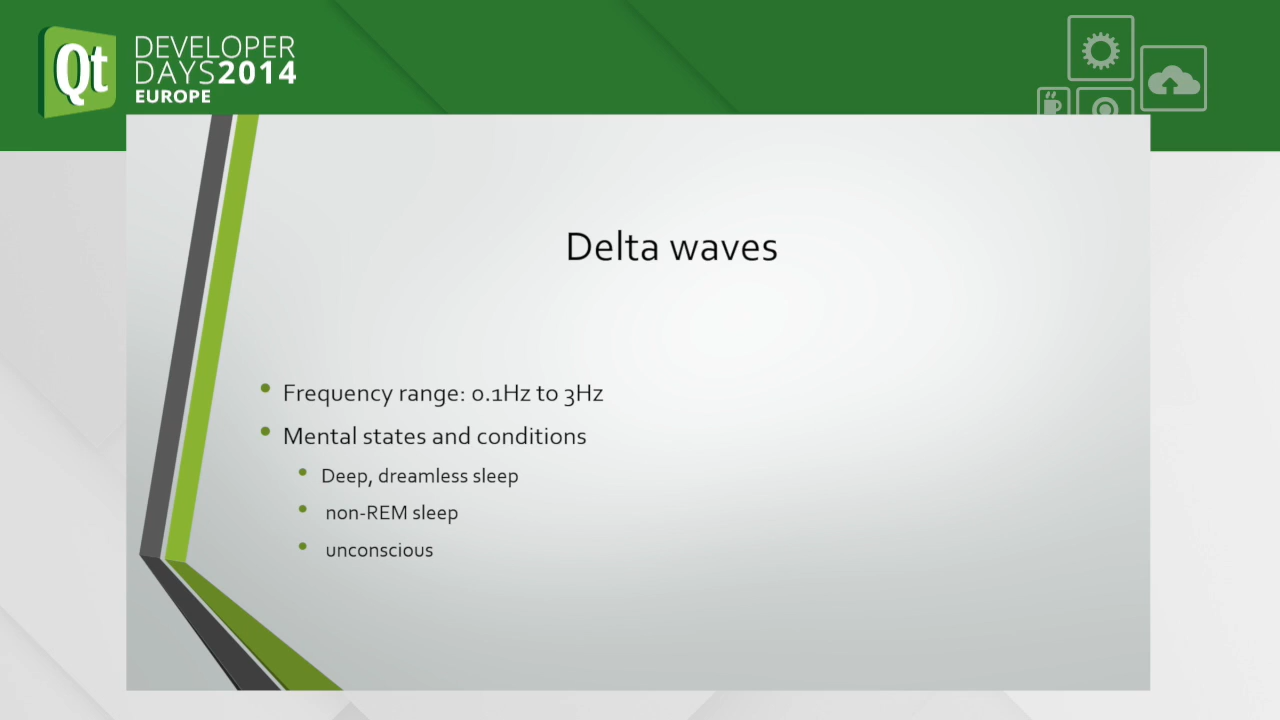 Qt
DEVELOPER
DAYS2014
EUROPE
Delta waves
Frequency range: 0.1Hz to 3Hz
Mental states and conditions
Deep, dreamless sleep
non-REM sleep
unconscious